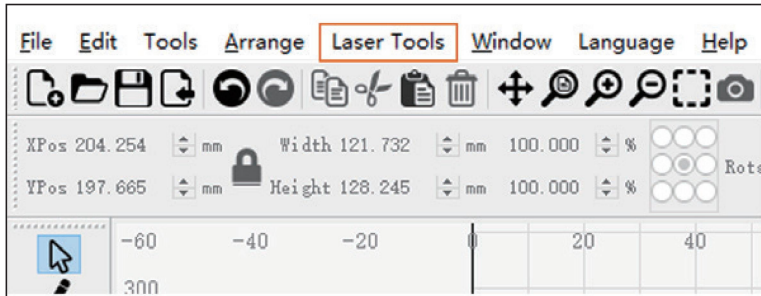 File Edit Tools Arrange Laser Tools Window Language Help
XPos 204.254 mm Width 121.732 mm 100.000 %
YPos 197.665 mm Height 128.245 mm 100.000 % Rota
-60 -40 -20 0 20 40
300